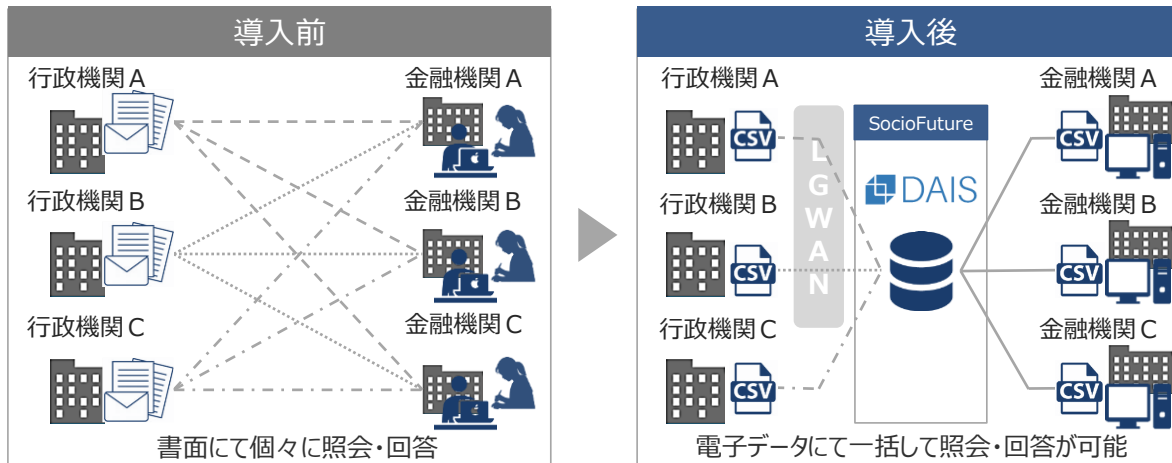 導入前
行政機関A
金融機関A
行政機関B
金融機関B
行政機関C
金融機関C
書面にて個々に照会・回答
導入後
行政機関A
金融機関A
CSV
LGWAN
SocioFuture
DAIS
CSV
行政機関B
金融機関B
CSV
CSV
行政機関C
金融機関C
CSV
CSV
電子データにて一括して照会・回答が可能